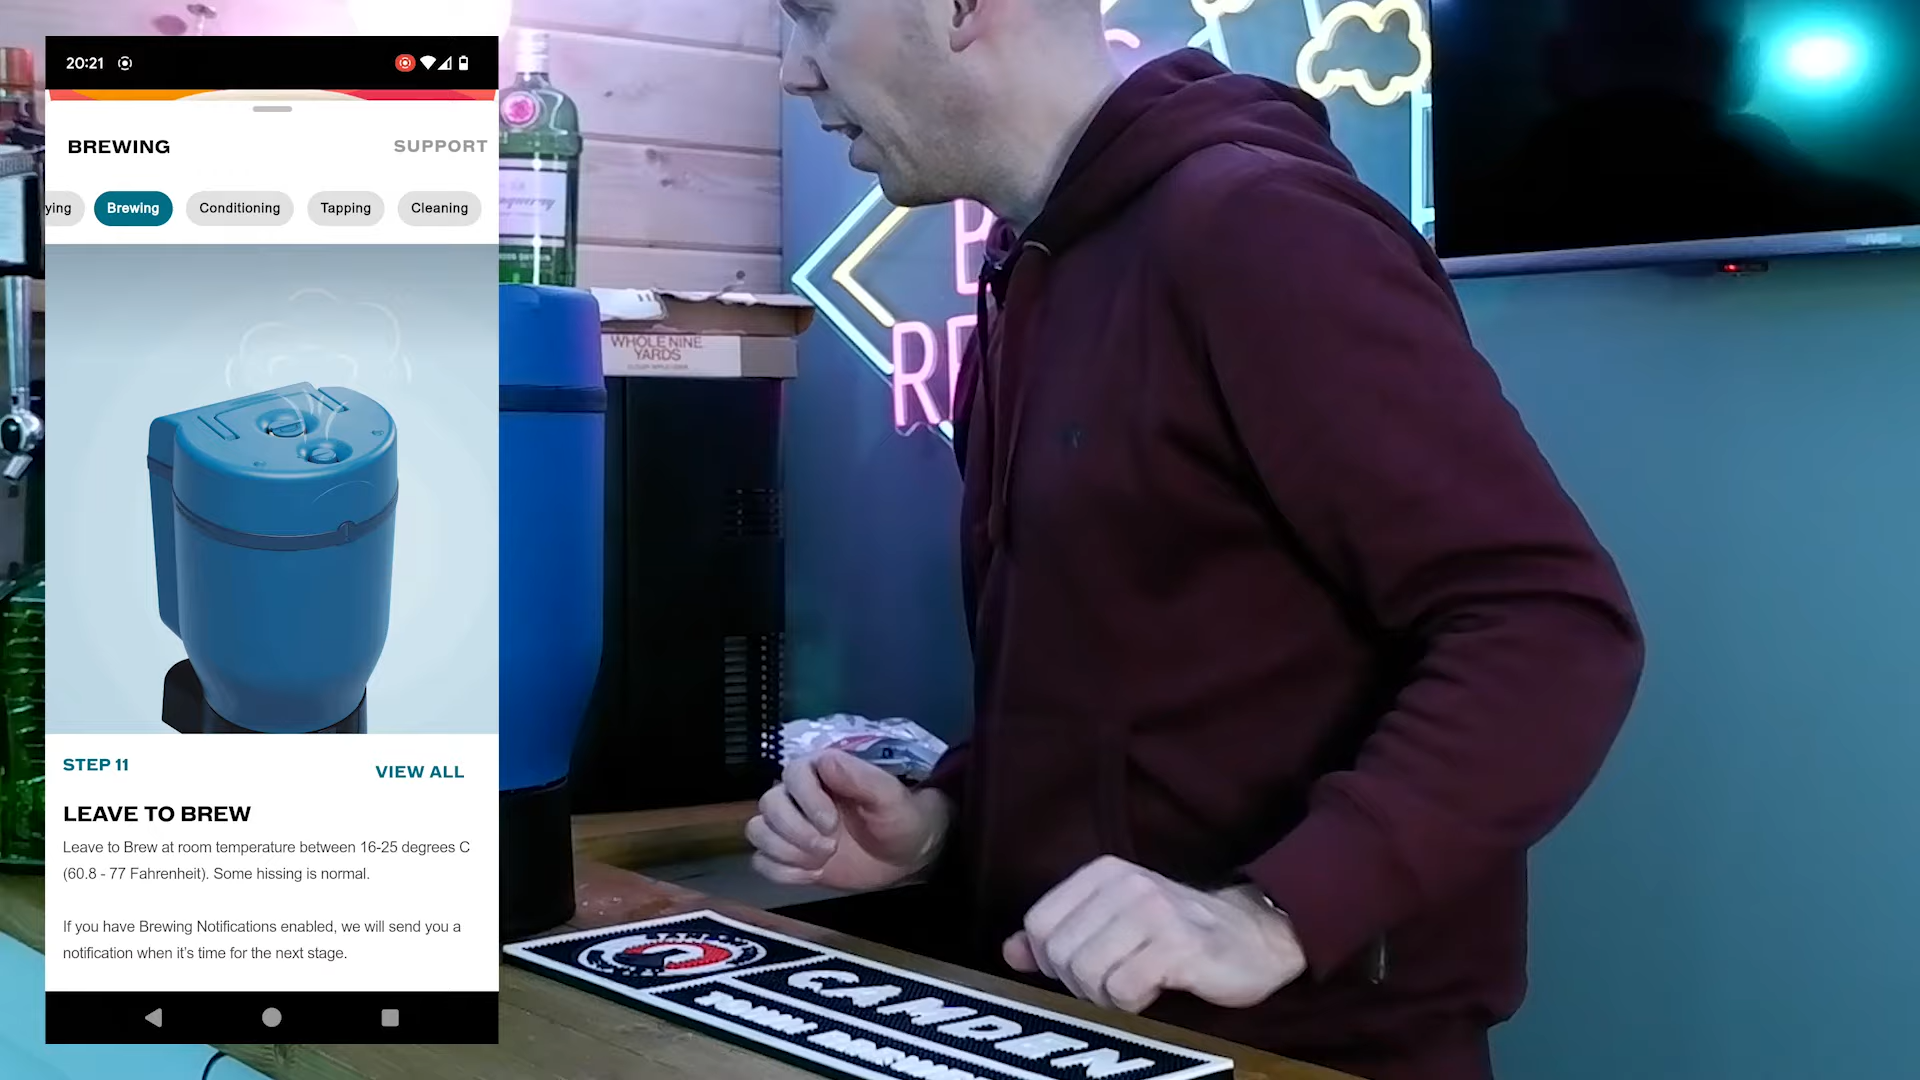 20:21
BREWING
SUPPORT
ying
Brewing
Conditioning
Tapping
Cleaning
STEP 11
VIEW ALL
LEAVE TO BREW
Leave to Brew at room temperature between 16-25 degrees C
(60.8 - 77 Fahrenheit). Some hissing is normal.
If you have Brewing Notifications enabled, we will send you a
notification when it's time for the next stage.
WHOLE NINE
YARDS
CAMDEN
TOWN